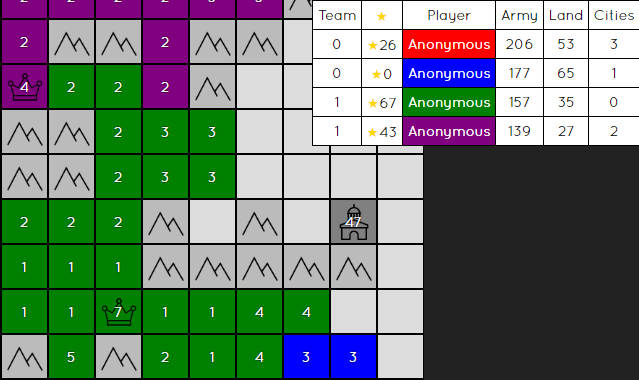 Team ★ Player Army Land Cities
0 ★26 Anonymous 206 53 3
0 ★0 Anonymous 177 65 1
1 ★67 Anonymous 157 35 0
1 ★43 Anonymous 139 27 2
2 2
4 2 2 2
2 3 3
2 3 3
2 2 2 47
1 1 1
1 1 7 1 1 4 4
5 2 1 4 3 3